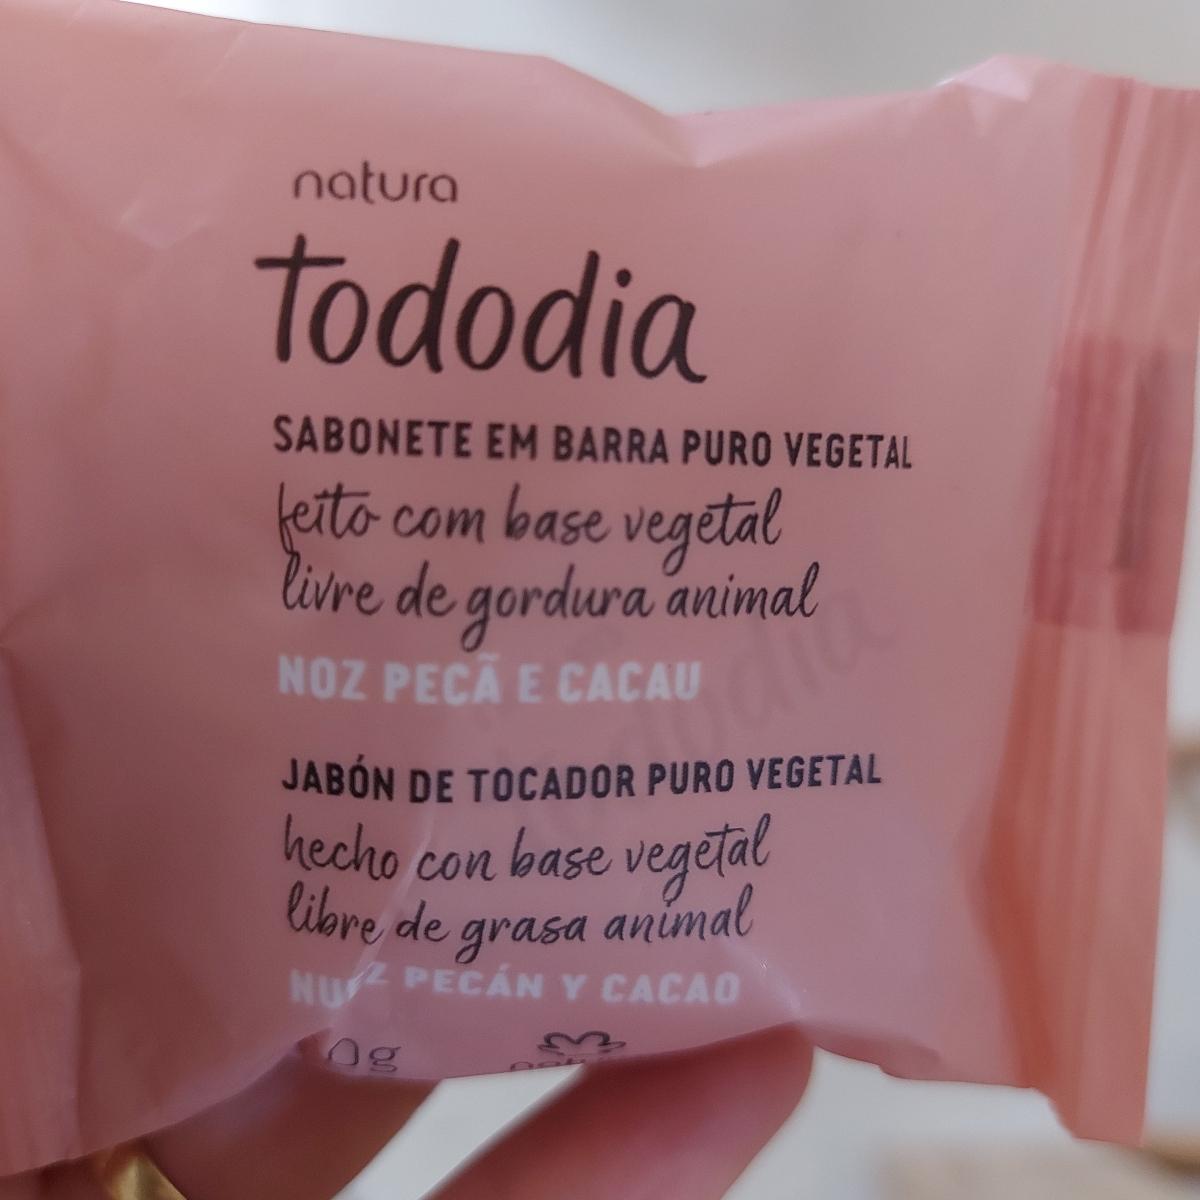 natura
tododia
SABONETE EM BARRA PURO VEGETAL
feito com base vegetal
livre de gordura animal
NOZ PECÃ E CACAU
JABÓN DE TOCADOR PURO VEGETAL
hecho con base vegetal
libre de grasa animal
NUEZ PECÁN Y CACAO